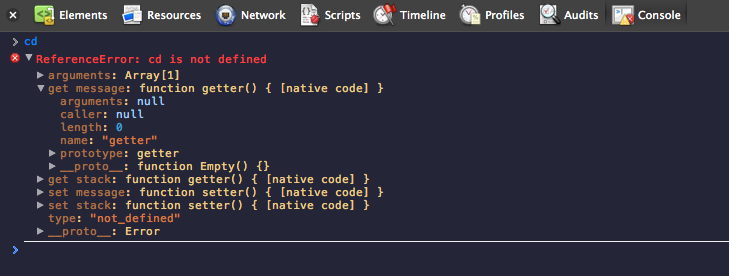 Elements Resources Network Scripts Timeline Profiles Audits Console
> cd
ReferenceError: cd is not defined
arguments: Array[1]
get message: function getter() { [native code] }
arguments: null
caller: null
length: 0
name: "getter"
prototype: getter
__proto__: function Empty() {}
get stack: function getter() { [native code] }
set message: function setter() { [native code] }
set stack: function setter() { [native code] }
type: "not_defined"
__proto__: Error
>